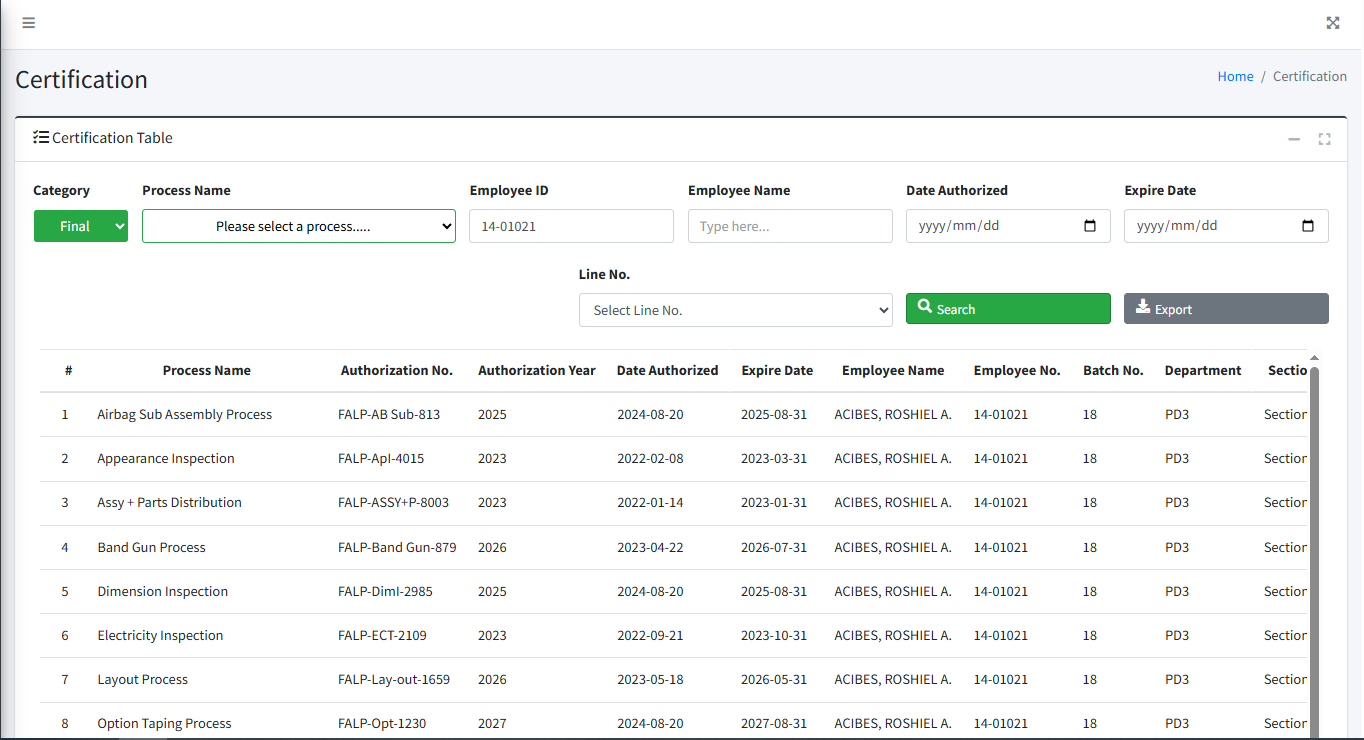 Certification
Home / Certification
Certification Table
Category Process Name Employee ID Employee Name Date Authorized Expire Date
Final Please select a process..... 14-01021 Type here... yyyy/mm/dd yyyy/mm/dd
Line No.
Select Line No. Search Export
# Process Name Authorization No. Authorization Year Date Authorized Expire Date Employee Name Employee No. Batch No. Department Sectio
1 Airbag Sub Assembly Process FALP-AB Sub-813 2025 2024-08-20 2025-08-31 ACIBES, ROSHIEL A. 14-01021 18 PD3 Section
2 Appearance Inspection FALP-ApI-4015 2023 2022-02-08 2023-03-31 ACIBES, ROSHIEL A. 14-01021 18 PD3 Section
3 Assy + Parts Distribution FALP-ASSY+P-8003 2023 2022-01-14 2023-01-31 ACIBES, ROSHIEL A. 14-01021 18 PD3 Section
4 Band Gun Process FALP-Band Gun-879 2026 2023-04-22 2026-07-31 ACIBES, ROSHIEL A. 14-01021 18 PD3 Section
5 Dimension Inspection FALP-DimI-2985 2025 2024-08-20 2025-08-31 ACIBES, ROSHIEL A. 14-01021 18 PD3 Section
6 Electricity Inspection FALP-ECT-2109 2023 2022-09-21 2023-10-31 ACIBES, ROSHIEL A. 14-01021 18 PD3 Section
7 Layout Process FALP-Lay-out-1659 2026 2023-05-18 2026-05-31 ACIBES, ROSHIEL A. 14-01021 18 PD3 Section
8 Option Taping Process FALP-Opt-1230 2027 2024-08-20 2027-08-31 ACIBES, ROSHIEL A. 14-01021 18 PD3 Section